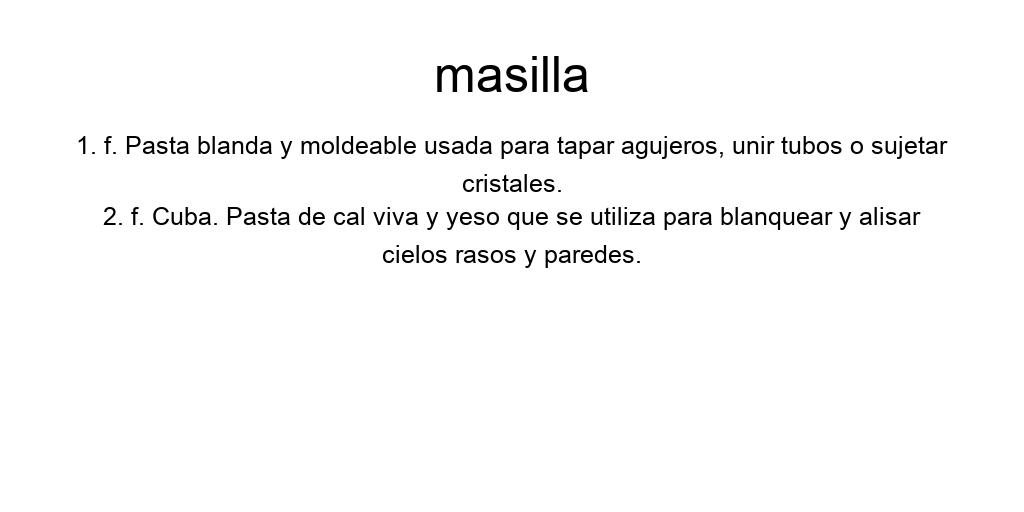 masilla
1. f. Pasta blanda y moldeable usada para tapar agujeros, unir tubos o sujetar
cristales.
2. f. Cuba. Pasta de cal viva y yeso que se utiliza para blanquear y alisar
cielos rasos y paredes.